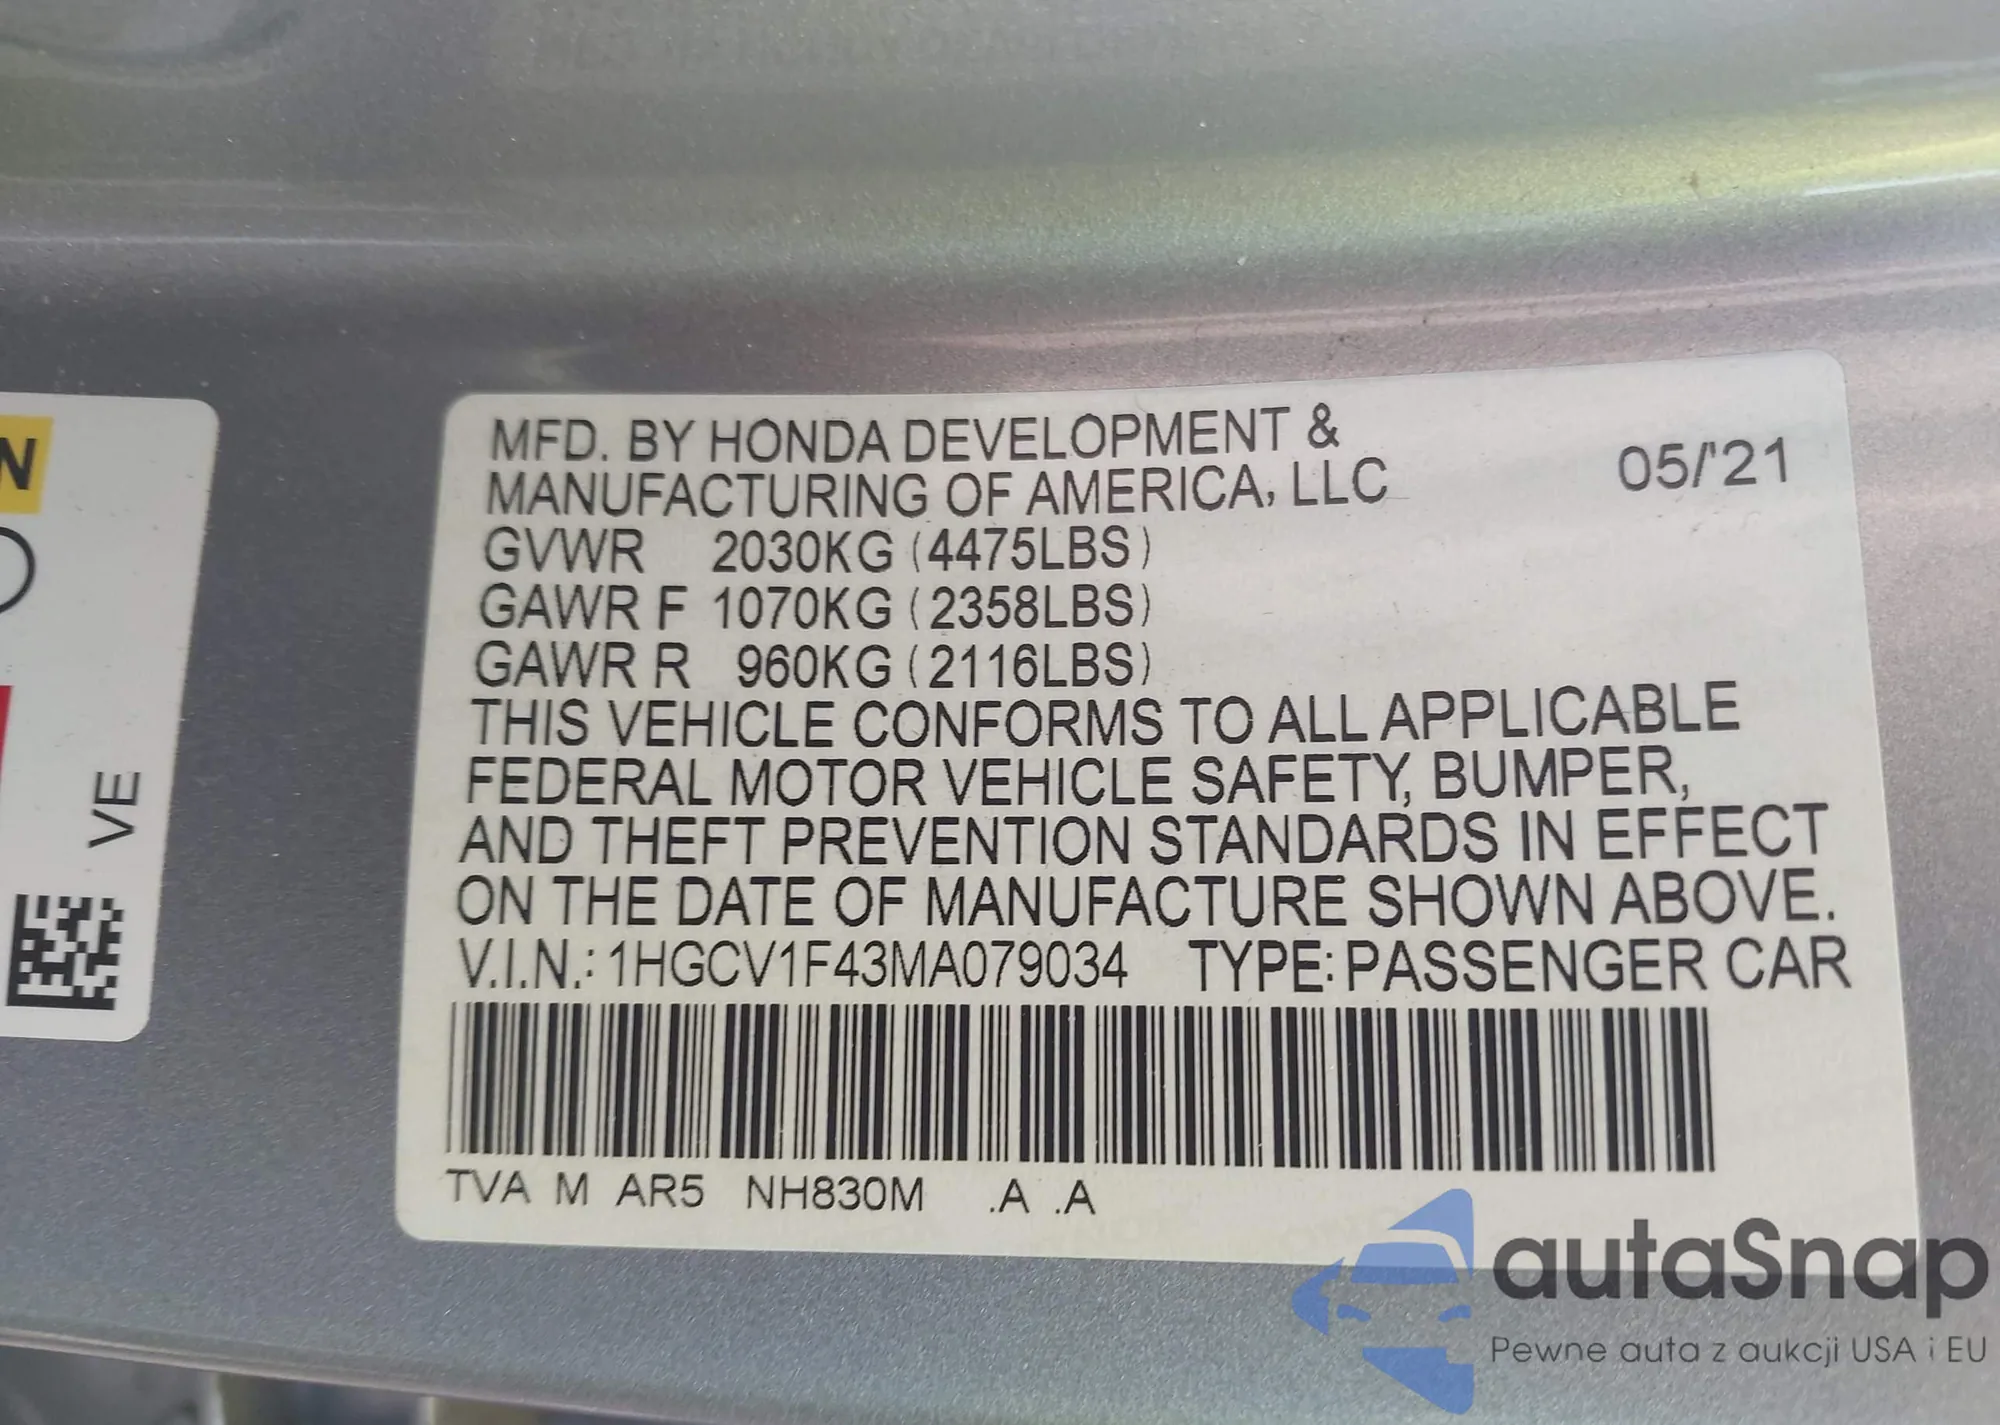 N
VE
MFD. BY HONDA DEVELOPMENT &
MANUFACTURING OF AMERICA, LLC
05/'21
GVWR 2030KG (4475LBS)
GAWR F 1070KG (2358LBS)
GAWR R 960KG (2116LBS)
THIS VEHICLE CONFORMS TO ALL APPLICABLE
FEDERAL MOTOR VEHICLE SAFETY, BUMPER,
AND THEFT PREVENTION STANDARDS IN EFFECT
ON THE DATE OF MANUFACTURE SHOWN ABOVE.
V.I.N.: 1HGCV1F43MA079034 TYPE: PASSENGER CAR
TVA M AR5 NH830M .A .A
autaSnap
Pewne auta z aukcji USA i EU